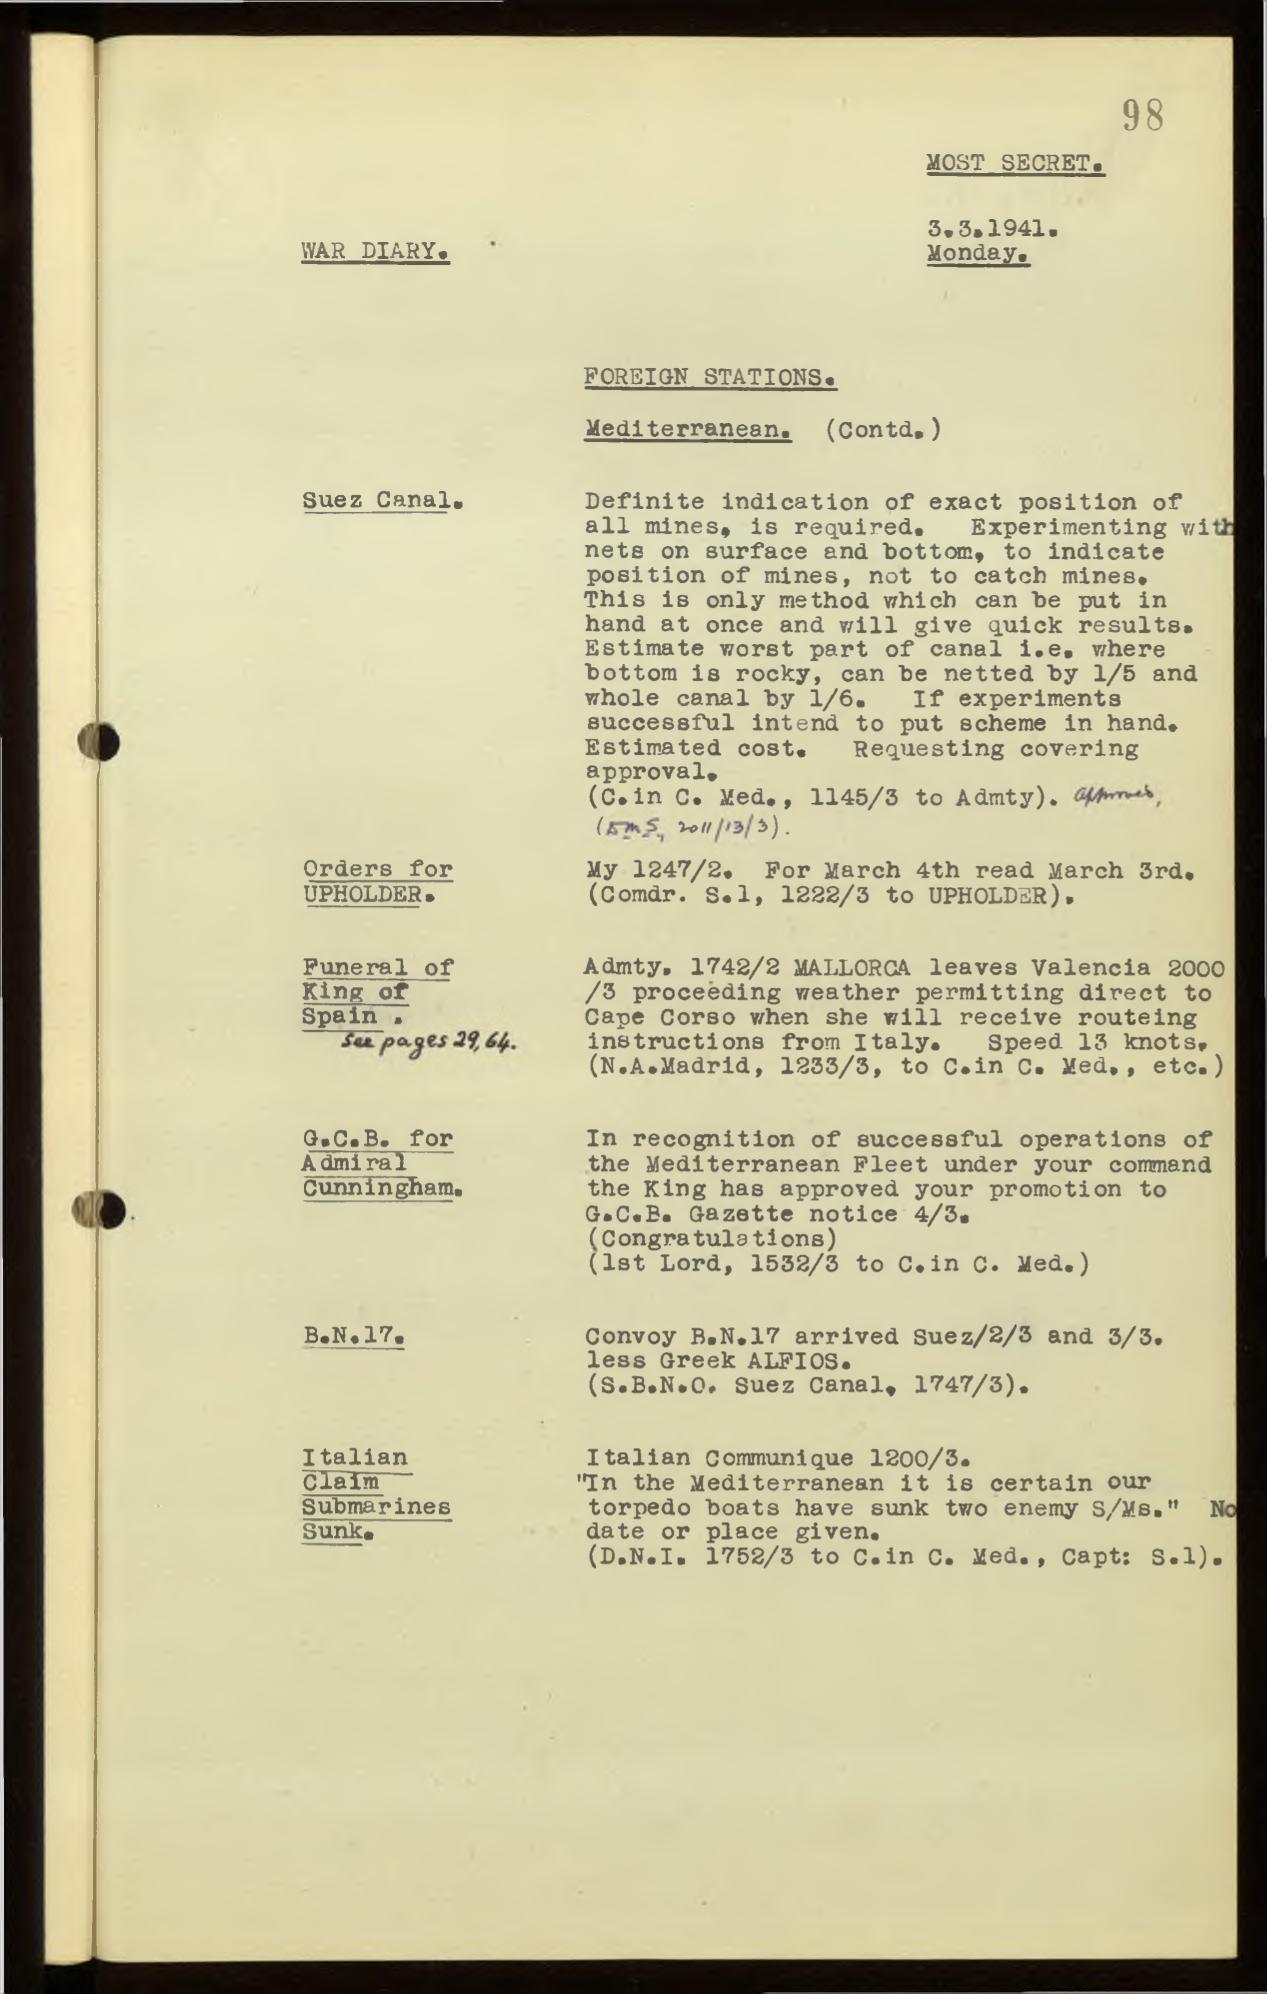 98
MOST SECRET.
3.3.1941.
WAR DIARY.
Monday.
FOREIGN STATIONS.
Mediterranean. (Contd.)
Suez Canal.
Definite indication of exact position of
all mines, is required. Experimenting with
nets on surface and bottom, to indicate
position of mines, not to catch mines.
This is only method which can be put in
hand at once and will give quick results.
Estimate worst part of canal i.e. where
bottom is rocky, can be netted by 1/5 and
whole canal by 1/6. If experiments
successful intend to put scheme in hand.
Estimated cost. Requesting covering
approval.
(C.in C. Med., 1145/3 to Admty). Approved,
(DMS, 2011/13/3).
Orders for
UPHOLDER.
My 1247/2. For March 4th read March 3rd.
(Comdr. S.1, 1222/3 to UPHOLDER).
Funeral of
King of
Spain .
See pages 29, 64.
Admty. 1742/2 MALLORCA leaves Valencia 2000
/3 proceeding weather permitting direct to
Cape Corso when she will receive routeing
instructions from Italy. Speed 13 knots.
(N.A.Madrid, 1233/3, to C.in C. Med., etc.)
G.C.B. for
Admiral
Cunningham.
In recognition of successful operations of
the Mediterranean Fleet under your command
the King has approved your promotion to
G.C.B. Gazette notice 4/3.
(Congratulations)
(1st Lord, 1532/3 to C.in C. Med.)
B.N.17.
Convoy B.N.17 arrived Suez/2/3 and 3/3.
less Greek ALFIOS.
(S.B.N.O. Suez Canal, 1747/3).
Italian
Claim
Submarines
Sunk.
Italian Communique 1200/3.
"In the Mediterranean it is certain our
torpedo boats have sunk two enemy S/Ms." No
date or place given.
(D.N.I. 1752/3 to C.in C. Med., Capt: S.1).